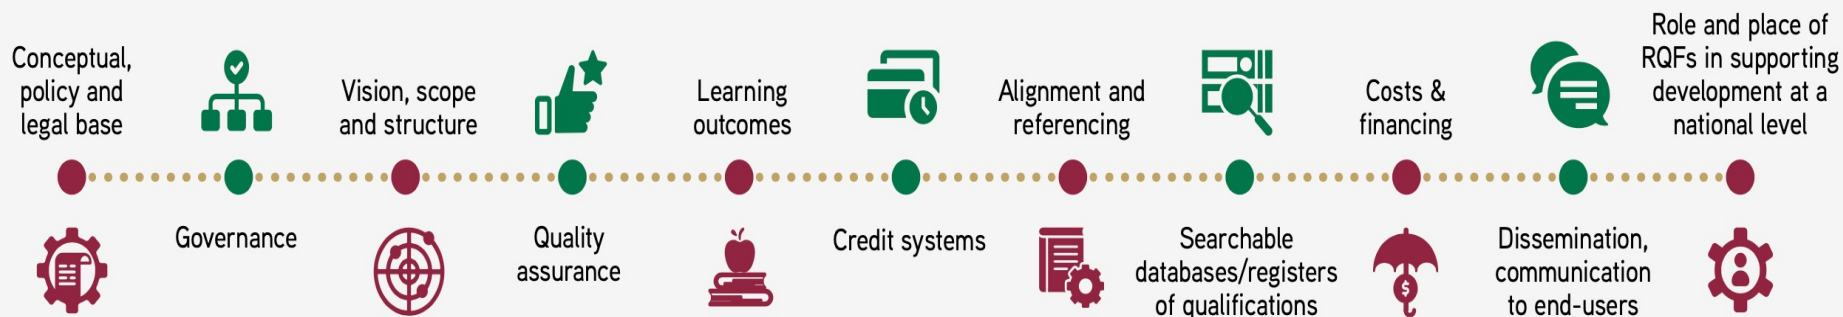 Conceptual,
policy and
legal base
Governance
Vision, scope
and structure
Quality
assurance
Learning
outcomes
Credit systems
Alignment and
referencing
Searchable
databases/registers
of qualifications
Costs &
financing
$
Dissemination,
communication
to end-users
Role and place of
RQFs in supporting
development at a
national level